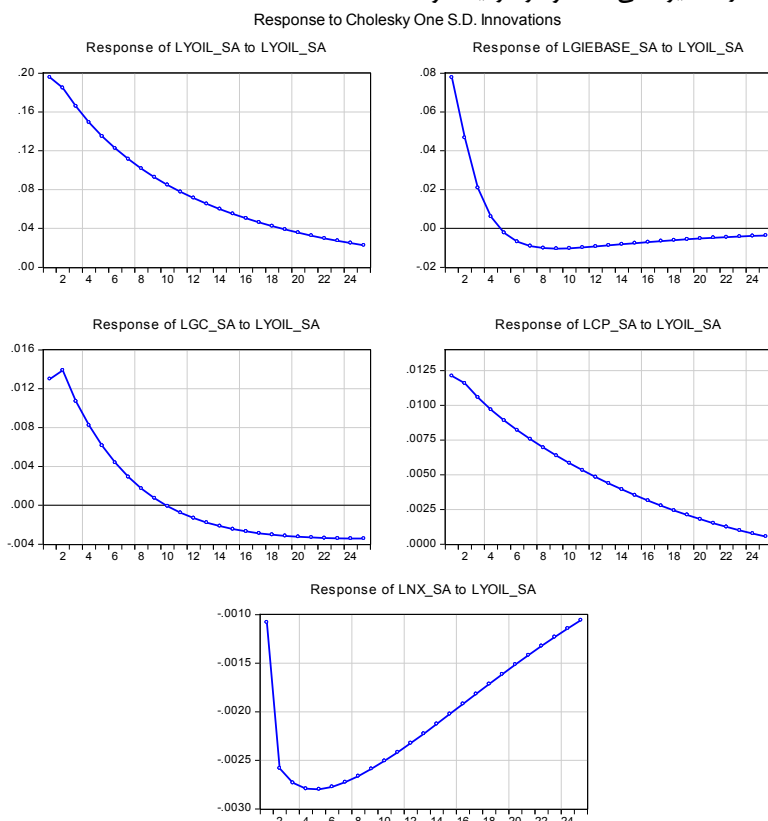 Response to Cholesky One S.D. Innovations
Response of LYOIL_SA to LYOIL_SA
.20
.16
.12
.08
.04
.00
2 4 6 8 10 12 14 16 18 20 22 24
Response of LGIEBASE_SA to LYOIL_SA
.08
.06
.04
.02
.00
-.02
2 4 6 8 10 12 14 16 18 20 22 24
Response of LGC_SA to LYOIL_SA
.016
.012
.008
.004
.000
-.004
2 4 6 8 10 12 14 16 18 20 22 24
Response of LCP_SA to LYOIL_SA
.0125
.0100
.0075
.0050
.0025
.0000
2 4 6 8 10 12 14 16 18 20 22 24
Response of LNX_SA to LYOIL_SA
-.0010
-.0015
-.0020
-.0025
-.0030
2 4 6 8 10 12 14 16 18 20 22 24